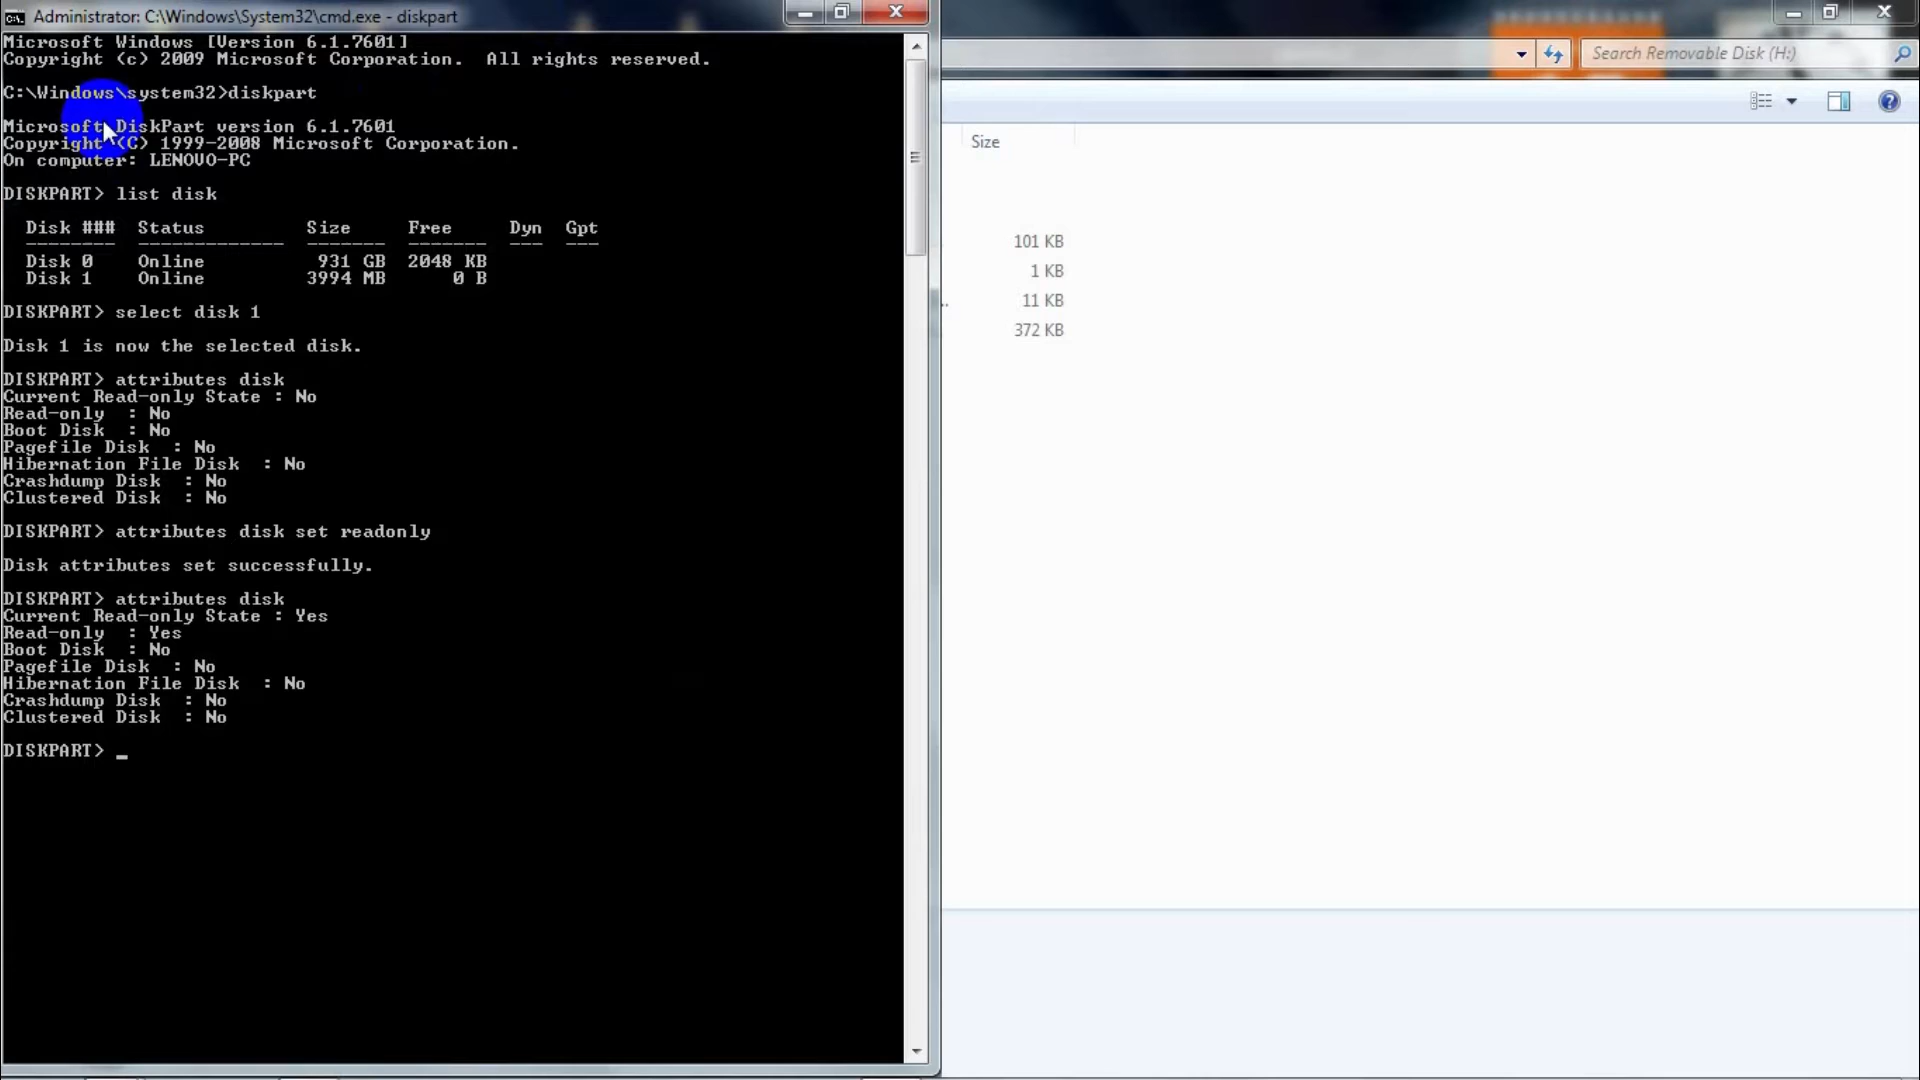 Administrator: C:\Windows\System32\cmd.exe - diskpart
Microsoft Windows [Version 6.1.7601]
Copyright (c) 2009 Microsoft Corporation.  All rights reserved.
C:\Windows\system32>diskpart
Microsoft DiskPart version 6.1.7601
Copyright (C) 1999-2008 Microsoft Corporation.
On computer: LENOVO-PC
DISKPART> list disk
Disk ###  Status         Size     Free     Dyn  Gpt
--------  -------------  -------  -------  ---  ---
Disk 0    Online          931 GB  2048 KB
Disk 1    Online         3994 MB      0 B
DISKPART> select disk 1
Disk 1 is now the selected disk.
DISKPART> attributes disk
Current Read-only State : No
Read-only  : No
Boot Disk  : No
Pagefile Disk  : No
Hibernation File Disk  : No
Crashdump Disk  : No
Clustered Disk  : No
DISKPART> attributes disk set readonly
Disk attributes set successfully.
DISKPART> attributes disk
Current Read-only State : Yes
Read-only  : Yes
Boot Disk  : No
Pagefile Disk  : No
Hibernation File Disk  : No
Crashdump Disk  : No
Clustered Disk  : No
DISKPART> _
Search Removable Disk (H:)
Size
101 KB
1 KB
.. 11 KB
372 KB